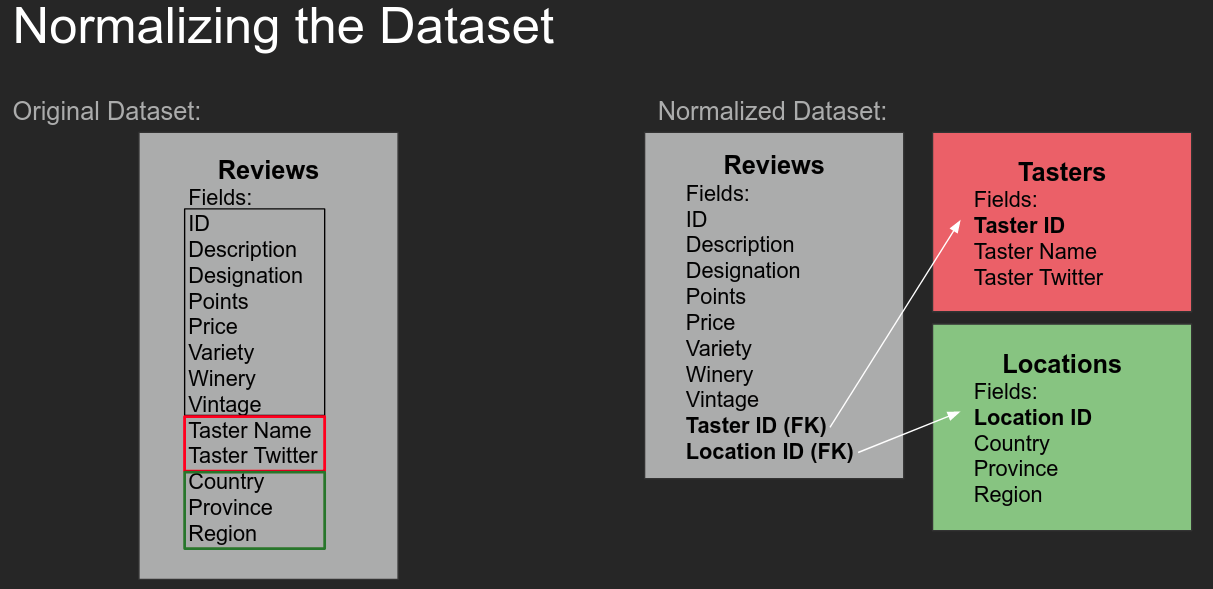 Normalizing the Dataset
Original Dataset:
Reviews
Fields:
ID
Description
Designation
Points
Price
Variety
Winery
Vintage
Taster Name
Taster Twitter
Country
Province
Region
Normalized Dataset:
Reviews
Fields:
ID
Description
Designation
Points
Price
Variety
Winery
Vintage
Taster ID (FK)
Location ID (FK)
Tasters
Fields:
Taster ID
Taster Name
Taster Twitter
Locations
Fields:
Location ID
Country
Province
Region